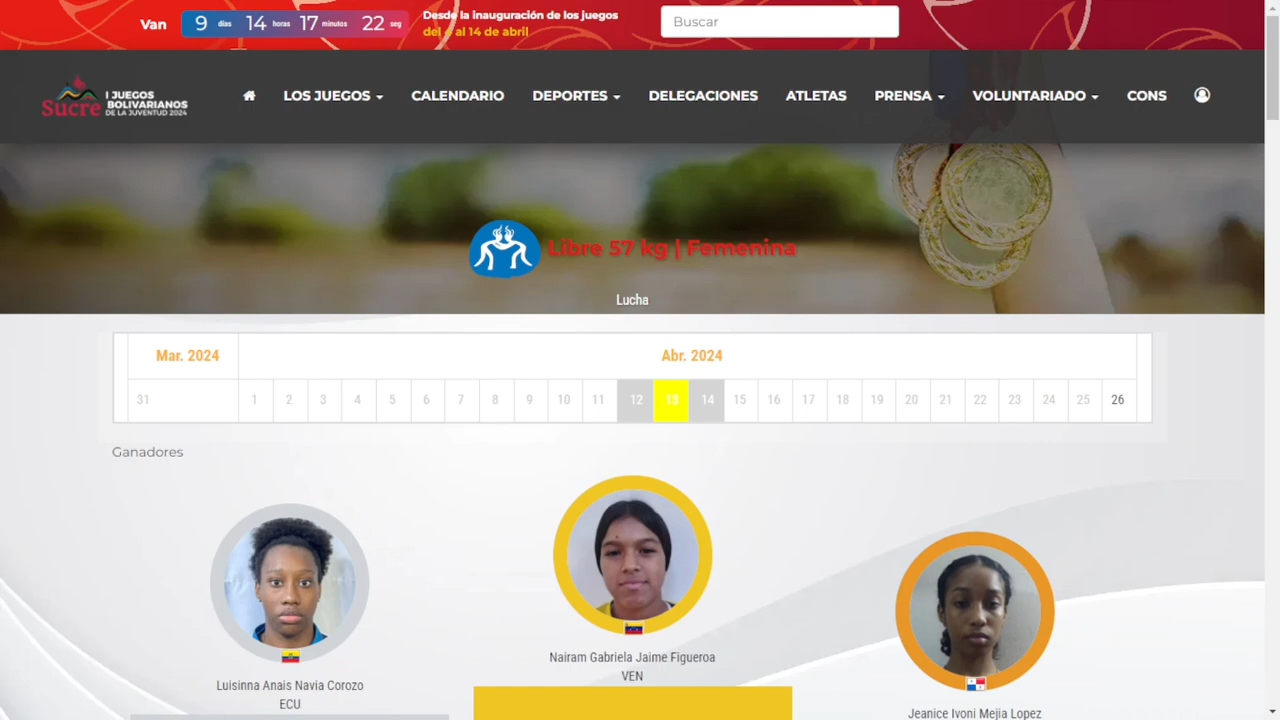 Van 9 días 14 horas 17 minutos 22 seg
Desde la inauguración de los juegos
del 4 al 14 de abril
Buscar
Sucre I JUEGOS
BOLIVARIANOS
DE LA JUVENTUD 2024
LOS JUEGOS CALENDARIO DEPORTES DELEGACIONES ATLETAS PRENSA VOLUNTARIADO CONS
Libre 57 kg | Femenina
Lucha
Mar. 2024 Abr. 2024
31 1 2 3 4 5 6 7 8 9 10 11 12 13 14 15 16 17 18 19 20 21 22 23 24 25 26
Ganadores
Luisinna Anais Navia Corozo
ECU
Nairam Gabriela Jaime Figueroa
VEN
Jeanice Ivoni Mejia Lopez